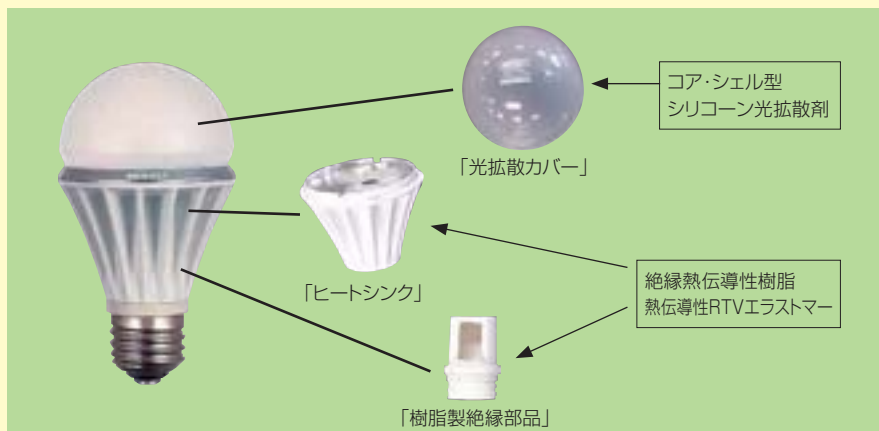 コア・シェル型
シリコーン光拡散剤
「光拡散カバー」
「ヒートシンク」
絶縁熱伝導性樹脂
熱伝導性RTVエラストマー
「樹脂製絶縁部品」